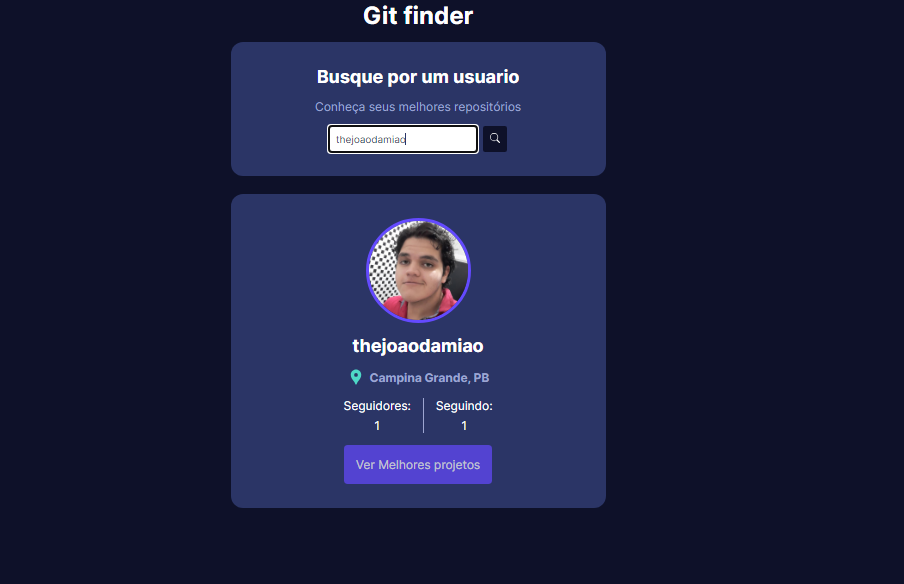 Git finder
Busque por um usuario
Conheça seus melhores repositórios
thejoaodamiao
thejoaodamiao
Campina Grande, PB
Seguidores: Seguindo:
1 1
Ver Melhores projetos